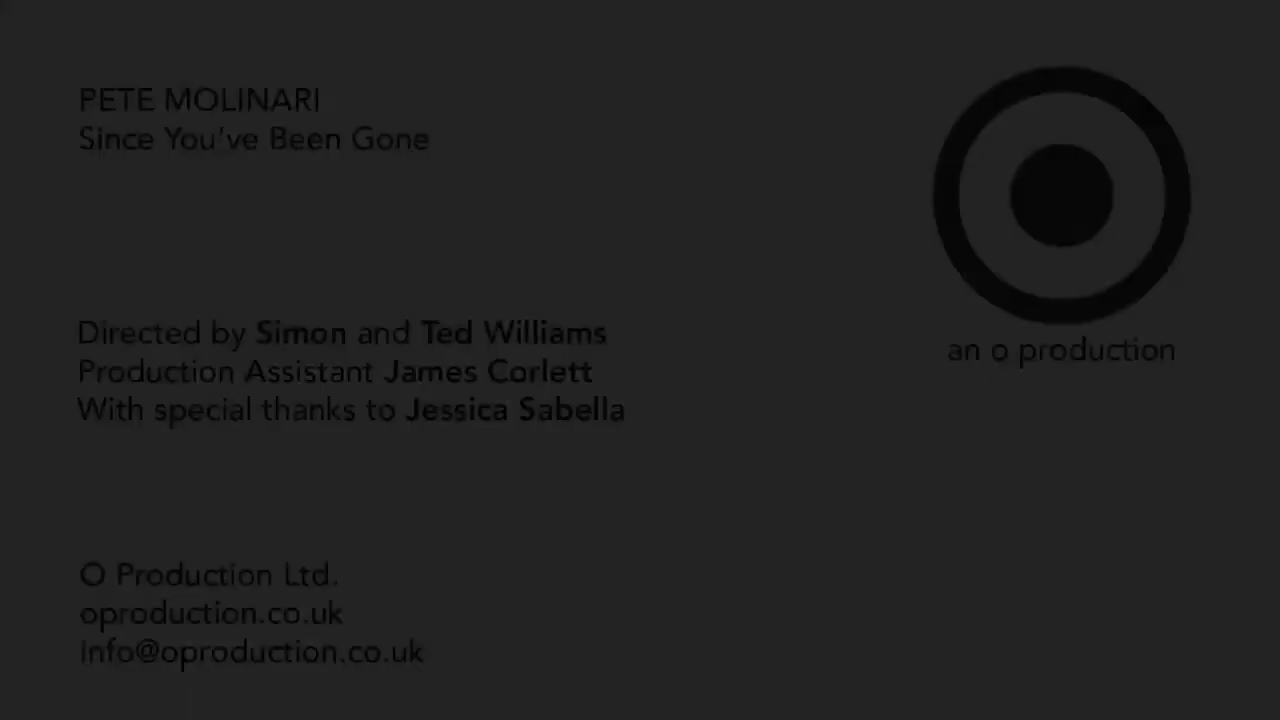 PETE MOLINARI
Since You've Been Gone
Directed by Simon and Ted Williams
Production Assistant James Corlett
With special thanks to Jessica Sabella
an o production
O Production Ltd.
oproduction.co.uk
info@oproduction.co.uk